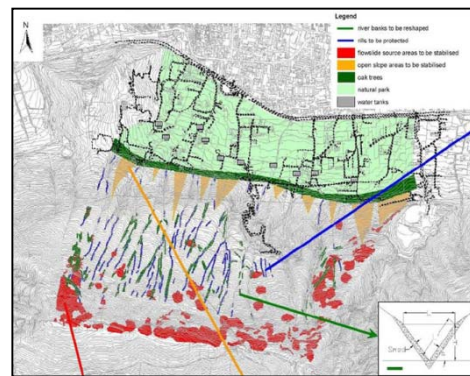 N
Legend
river banks to be reshaped
rills to be protected
flowslide source areas to be stabilised
open slope areas to be stabilised
oak trees
natural park
water tanks